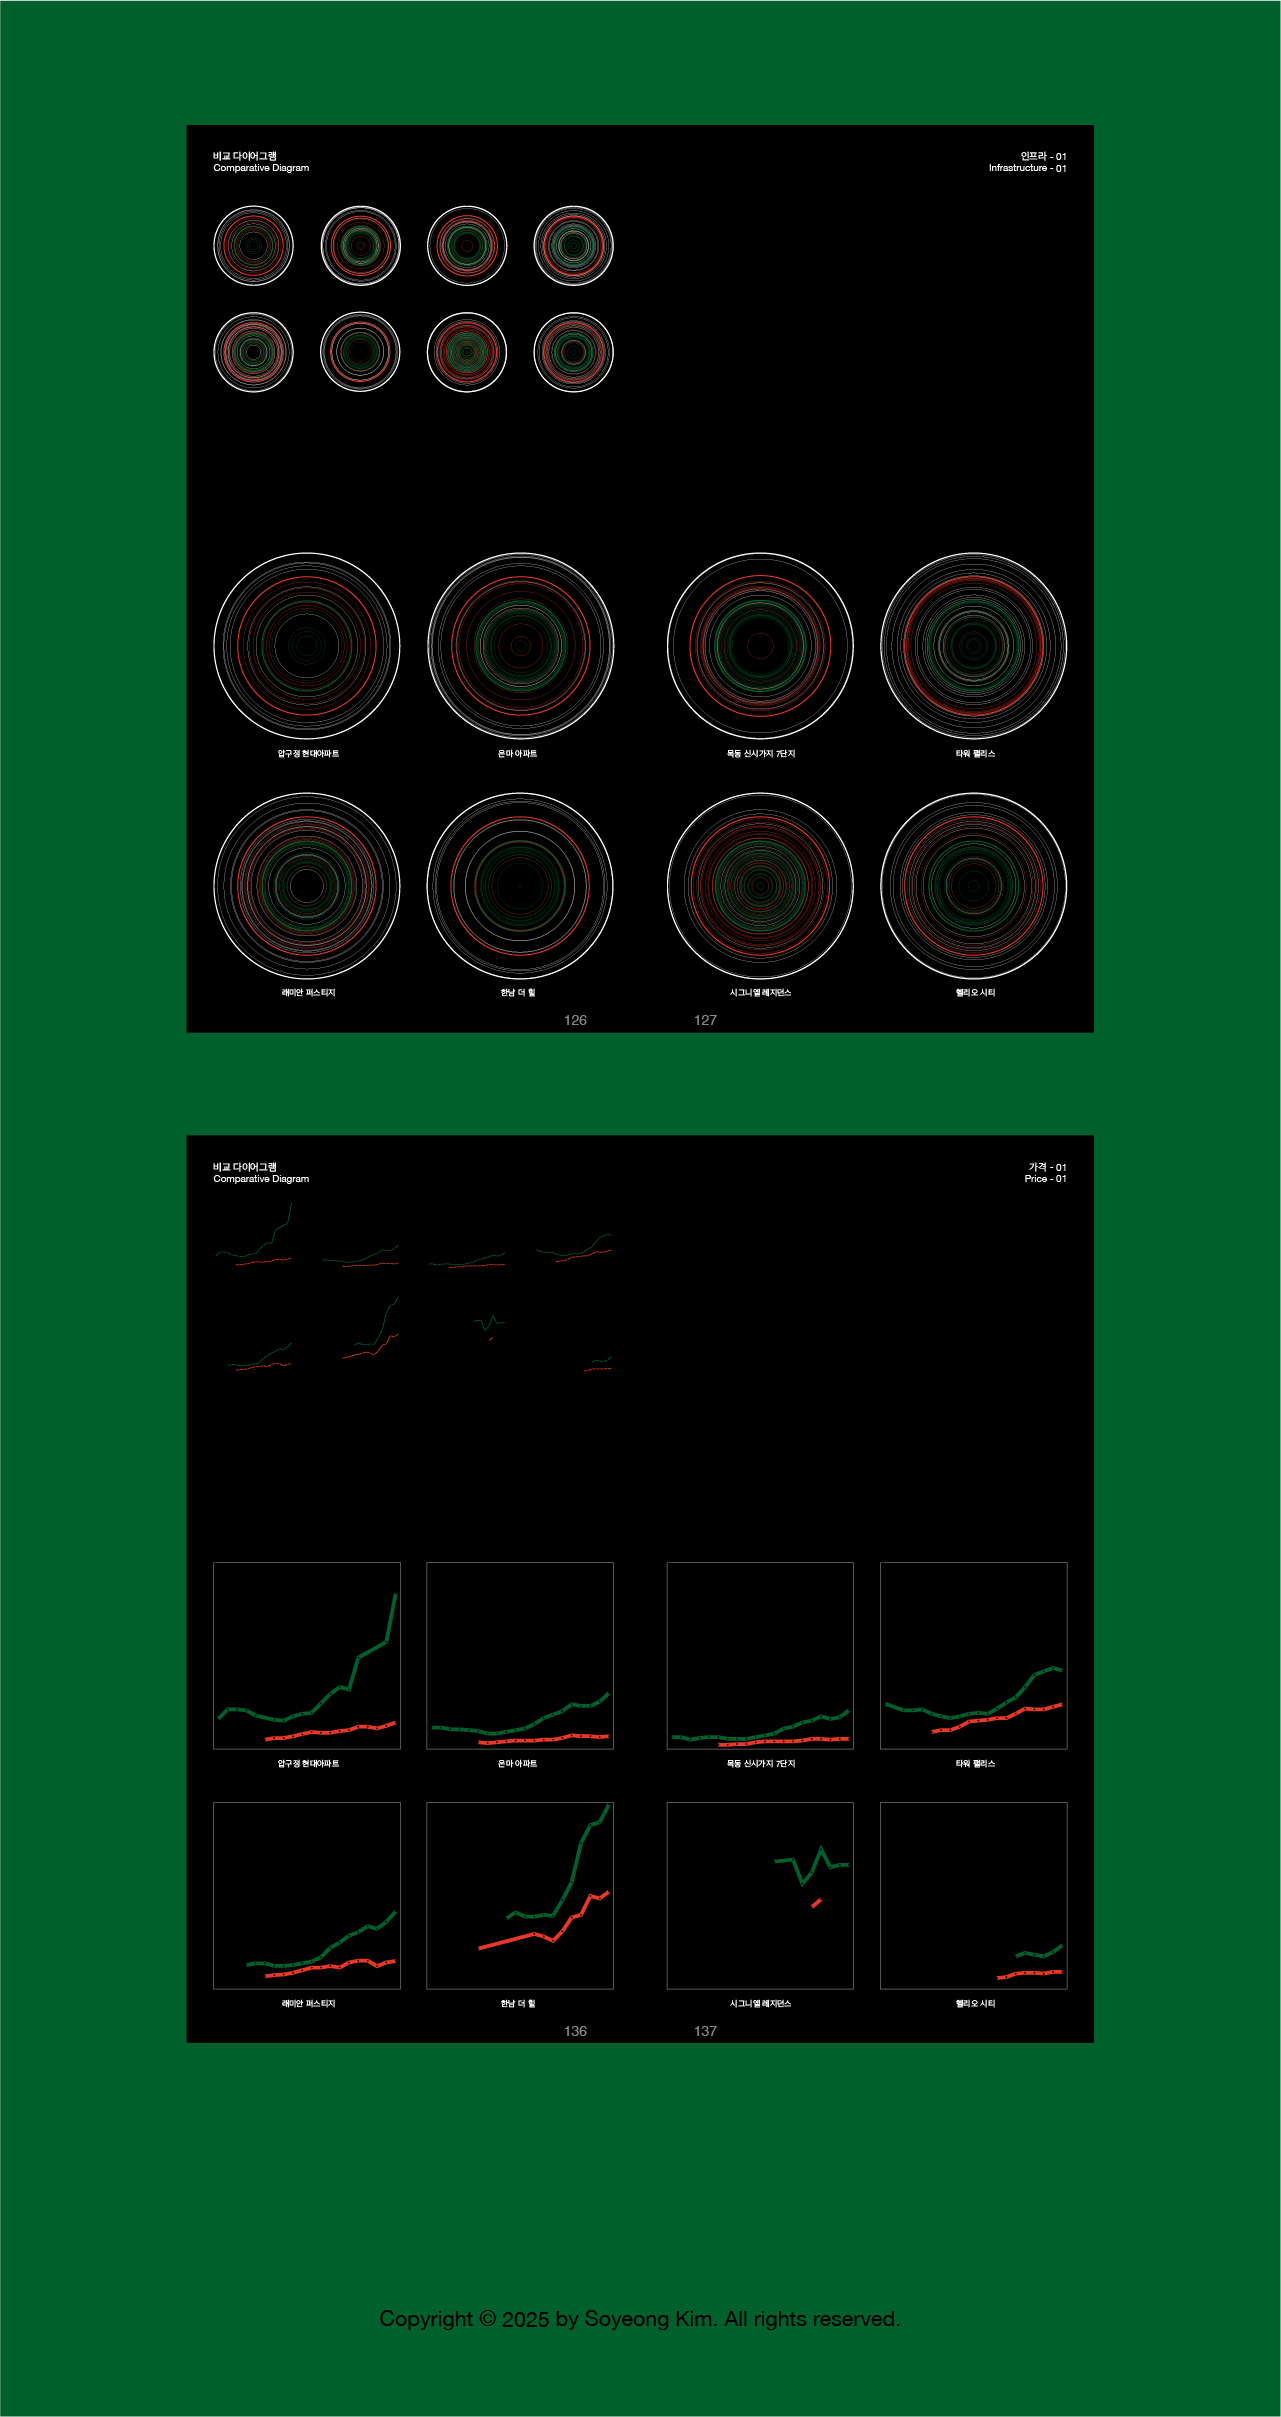 비교 다이어그램
Comparative Diagram
인프라 - 01
Infrastructure - 01
압구정 현대아파트
은마 아파트
목동 신시가지 7단지
타워 팰리스
래미안 퍼스티지
한남 더 힐
시그니엘 레지던스
헬리오 시티
126
127
비교 다이어그램
Comparative Diagram
가격 - 01
Price - 01
압구정 현대아파트
은마 아파트
목동 신시가지 7단지
타워 팰리스
래미안 퍼스티지
한남 더 힐
시그니엘 레지던스
헬리오 시티
136
137
Copyright © 2025 by Soyeong Kim. All rights reserved.